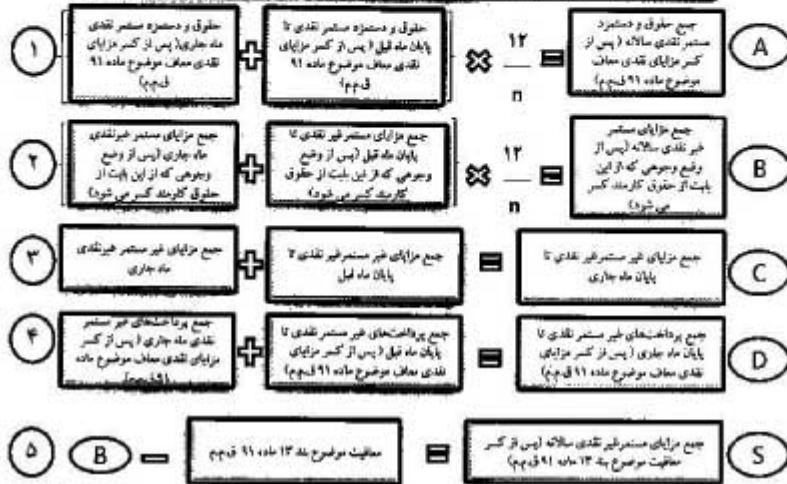 ۱
حقوق و دستمزد مستمر نقدی
ماه جاری( پس از کسر مزایای
نقدی معاف موضوع ماده ۹۱
ق.م.م)
حقوق و دستمزد مستمر نقدی تا
پایان ماه قبل ( پس از کسر مزایای
نقدی معاف موضوع ماده ۹۱
ق.م.م)
۱۲
n
جمع حقوق و دستمزد
مستمر نقدی سالانه ( پس از
کسر مزایای نقدی معاف
موضوع ماده ۹۱ ق.م.م)
A
۲
جمع مزایای مستمر غیرنقدی
ماه جاری (پس از وضع
وجوهی که از این بابت از
حقوق کارمند کسر می شود)
جمع مزایای مستمر غیر نقدی تا
پایان ماه قبل (پس از وضع
وجوهی که از این بابت از حقوق
کارمند کسر می شود)
۱۲
n
جمع مزایای مستمر
غیر نقدی سالانه (پس از
وضع وجوهی که از این
بابت از حقوق کارمند کسر
می شود)
B
۳
جمع مزایای غیر مستمر غیرنقدی
ماه جاری
جمع مزایای غیر مستمر غیر نقدی تا
پایان ماه قبل
جمع مزایای غیر مستمر غیر نقدی تا
پایان ماه جاری
C
۴
جمع پرداخت‌های غیر مستمر
نقدی ماه جاری ( پس از کسر
مزایای نقدی معاف موضوع ماده
۹۱ ق.م.م)
جمع پرداخت‌های غیر مستمر نقدی تا
پایان ماه قبل ( پس از کسر مزایای
نقدی معاف موضوع ماده ۹۱ ق.م.م)
جمع پرداخت‌های غیر مستمر نقدی تا
پایان ماه جاری ( پس از کسر مزایای
نقدی معاف موضوع ماده ۹۱ ق.م.م)
D
۵
B
معافیت موضوع بند ۱۳ ماده ۹۱ ق.م.م
جمع مزایای مستمر غیر نقدی سالانه (پس از کسر
معافیت موضوع بند ۱۳ ماده ۹۱ ق.م.م)
S